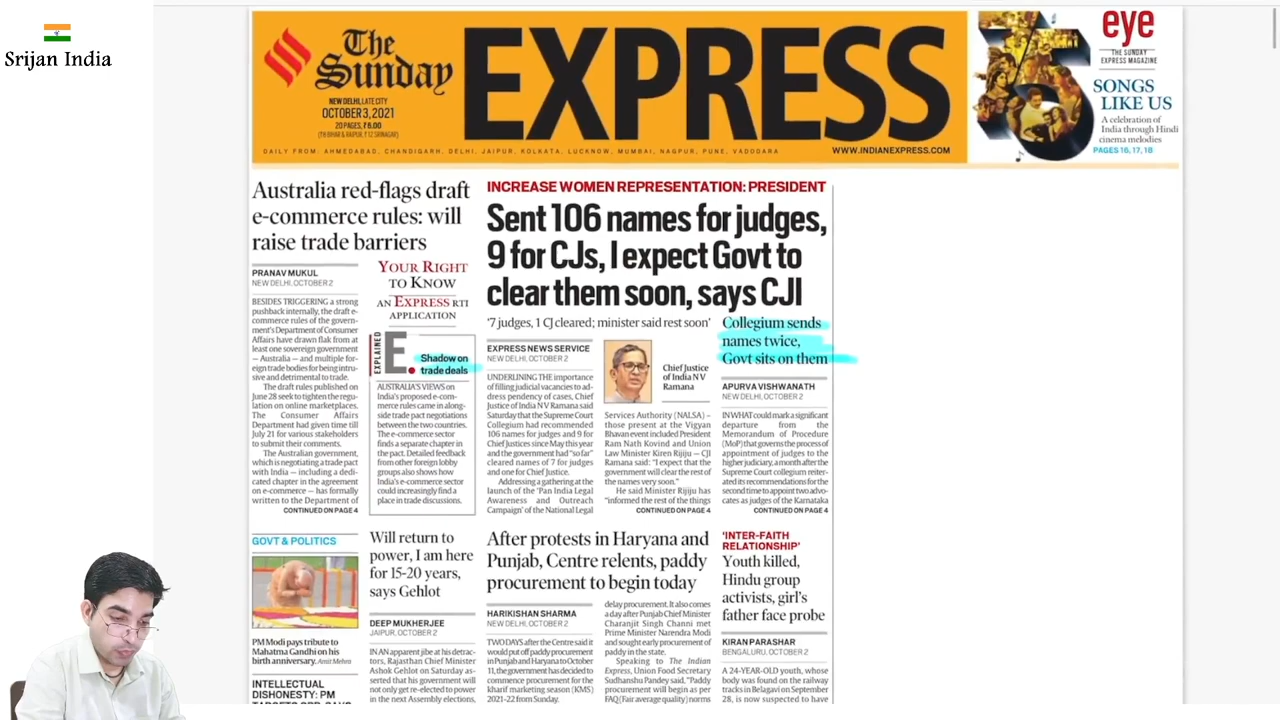 Srijan India
The
Sunday
EXPRESS
NEW DELHI, LATE CITY
OCTOBER 3, 2021
20 PAGES, ₹6.00
(₹8 BIHAR & RAIPUR, ₹12 SRINAGAR)
DAILY FROM: AHMEDABAD, CHANDIGARH, DELHI, JAIPUR, KOLKATA, LUCKNOW, MUMBAI, NAGPUR, PUNE, VADODARA
WWW.INDIANEXPRESS.COM
eye
THE SUNDAY
EXPRESS MAGAZINE
SONGS
LIKE US
A celebration of
India through Hindi
cinema melodies
PAGES 16, 17, 18
Australia red-flags draft
e-commerce rules: will
raise trade barriers
PRANAV MUKUL
NEW DELHI, OCTOBER 2
BESIDES TRIGGERING a strong
pushback internally, the draft e-
commerce rules of the govern-
ment's Department of Consumer
Affairs have drawn flak from at
least one sovereign government
— Australia — and multiple for-
eign trade bodies for being intru-
sive and detrimental to trade.
The draft rules published on
June 28 seek to tighten the regu-
lation on online marketplaces.
The Consumer Affairs
Department had given time till
July 21 for various stakeholders
to submit their comments.
The Australian government,
which is negotiating a trade pact
with India — including a dedi-
cated chapter in the agreement
on e-commerce — has formally
written to the Department of
CONTINUED ON PAGE 4
YOUR RIGHT
TO KNOW
AN EXPRESS RTI
APPLICATION
EXPLAINED
E.
Shadow on
trade deals
AUSTRALIA'S VIEWS on
India's proposed e-com-
merce rules came in along-
side trade pact negotiations
between the two countries.
The e-commerce sector
finds a separate chapter in
the pact. Detailed feedback
from other foreign lobby
groups also shows how
India's e-commerce sector
could increasingly find a
place in trade discussions.
INCREASE WOMEN REPRESENTATION: PRESIDENT
Sent 106 names for judges,
9 for CJs, I expect Govt to
clear them soon, says CJI
'7 judges, 1 CJ cleared; minister said rest soon'
EXPRESS NEWS SERVICE
NEW DELHI, OCTOBER 2
UNDERLINING THE importance
of filling judicial vacancies to ad-
dress pendency of cases, Chief
Justice of India N V Ramana said
Saturday that the Supreme Court
Collegium had recommended
106 names for judges and 9 for
Chief Justices since May this year
and the government had "so far"
cleared names of 7 for judges
and one for Chief Justice.
Addressing a gathering at the
launch of the 'Pan India Legal
Awareness and Outreach
Campaign' of the National Legal
Chief Justice
of India N V
Ramana
Services Authority (NALSA) –
those present at the Vigyan
Bhavan event included President
Ram Nath Kovind and Union
Law Minister Kiren Rijiju — CJI
Ramana said: "I expect that the
government will clear the rest of
the names very soon."
He said Minister Rijiju has
"informed the rest of the things
CONTINUED ON PAGE 4
Collegium sends
names twice,
Govt sits on them
APURVA VISHWANATH
NEW DELHI, OCTOBER 2
IN WHAT could mark a significant
departure from the
Memorandum of Procedure
(MoP) that governs the process of
appointment of judges to the
higher judiciary, a month after the
Supreme Court collegium reiter-
ated its recommendations for the
second time to appoint two advo-
cates as judges of the Karnataka
CONTINUED ON PAGE 4
GOVT & POLITICS
PM Modi pays tribute to
Mahatma Gandhi on his
birth anniversary. Amit Mehra
INTELLECTUAL
DISHONESTY: PM
Will return to
power, I am here
for 15-20 years,
says Gehlot
DEEP MUKHERJEE
JAIPUR, OCTOBER 2
IN AN apparent jibe at his detrac-
tors, Rajasthan Chief Minister
Ashok Gehlot on Saturday as-
serted that his government will
not only get re-elected to power
in the next Assembly elections,
After protests in Haryana and
Punjab, Centre relents, paddy
procurement to begin today
HARIKISHAN SHARMA
NEW DELHI, OCTOBER 2
TWO DAYS after the Centre said it
would put off paddy procurement
in Punjab and Haryana to October
11, the government has decided to
commence procurement for the
kharif marketing season (KMS)
2021-22 from Sunday.
delay procurement. It also comes
a day after Punjab Chief Minister
Charanjit Singh Channi met
Prime Minister Narendra Modi
and sought early procurement of
paddy in the state.
Speaking to The Indian
Express, Union Food Secretary
Sudhanshu Pandey said, "Paddy
procurement will begin as per
FAQ (Fair average quality) norms
'INTER-FAITH
RELATIONSHIP'
Youth killed,
Hindu group
activists, girl's
father face probe
KIRAN PARASHAR
BENGALURU, OCTOBER 2
A 24-YEAR-OLD youth, whose
body was found on the railway
tracks in Belagavi on September
28, is now suspected to have